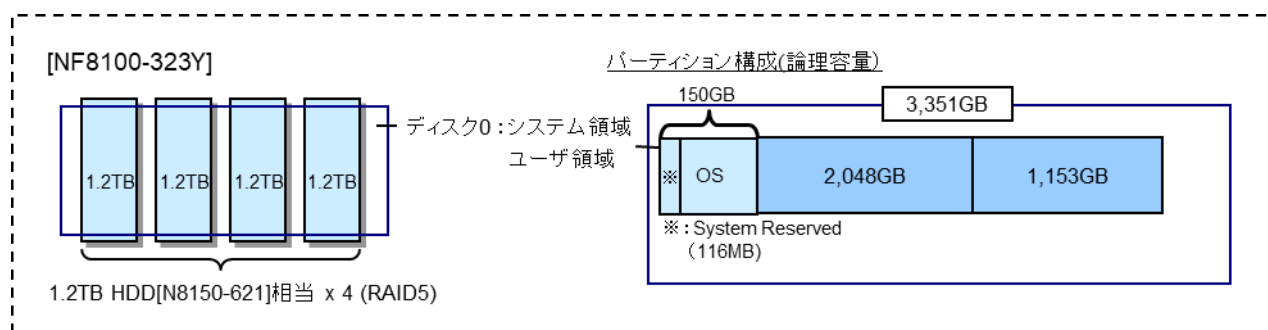 [NF8100-323Y]
1.2TB
1.2TB
1.2TB
1.2TB
ディスク0：システム領域
ユーザ領域
1.2TB HDD[N8150-621]相当 x 4 (RAID5)
パーティション構成(論理容量)
150GB
3,351GB
※
OS
2,048GB
1,153GB
※：System Reserved
（116MB)